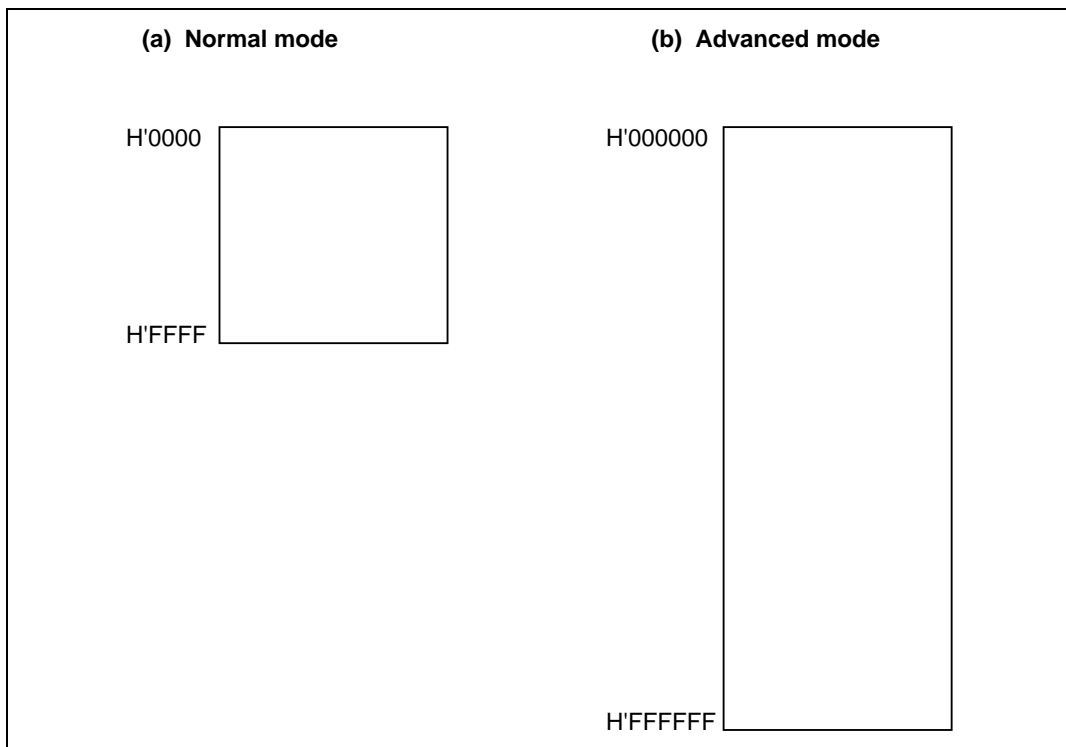 (a) Normal mode
H'0000
H'FFFF
(b) Advanced mode
H'000000
H'FFFFFF